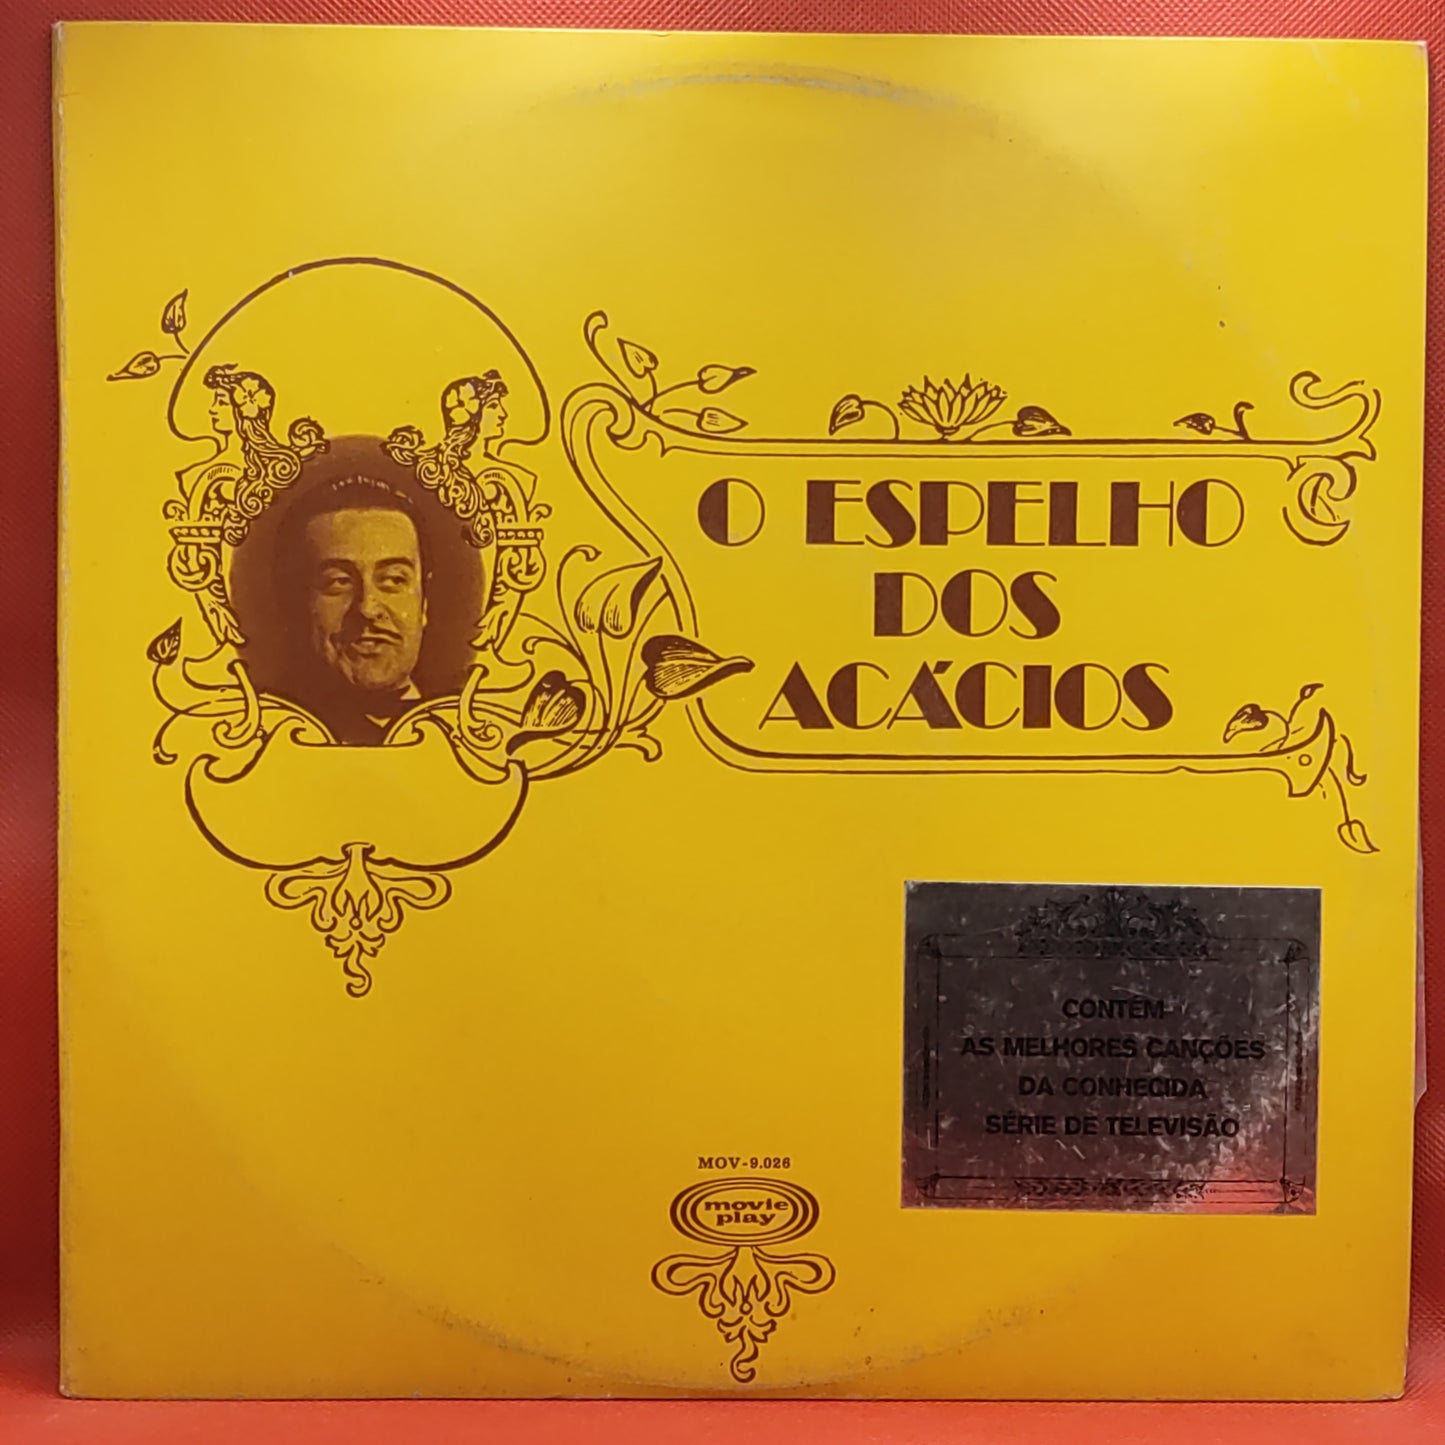 O ESPELHO
DOS
ACÁCIOS
CONTÉM
AS MELHORES CANÇÕES
DA CONHECIDA
SÉRIE DE TELEVISÃO
MOV-9.026
movie
play